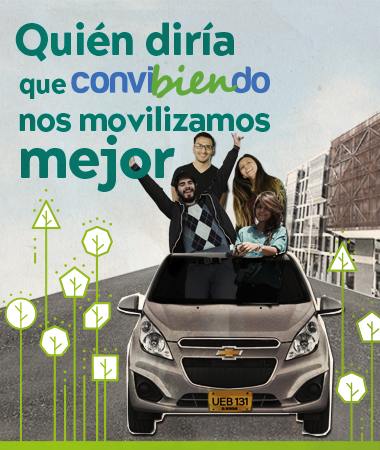 Quién diría
que convibiendo
nos movilizamos
mejor
UEB 131